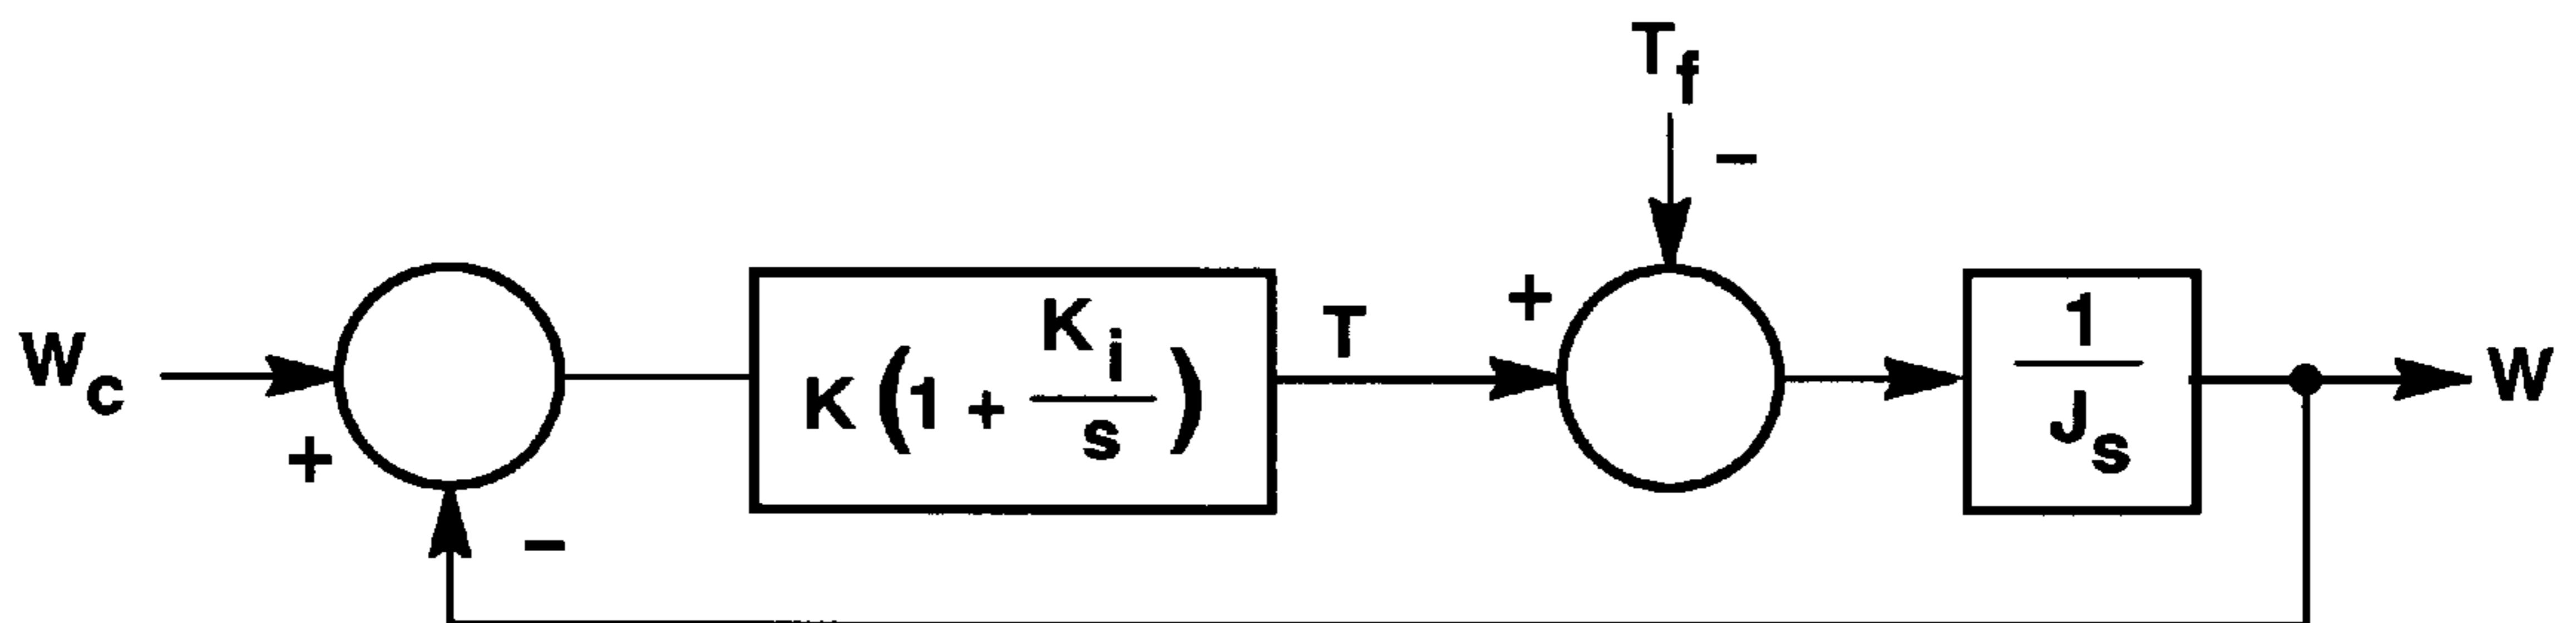 T_f
−
W_c
+
−
K(1 + K_i/s)
T
+
1/J_s
W